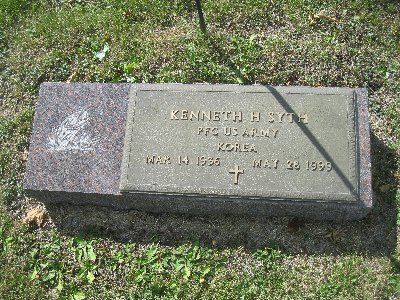 KENNETH H SYTH
PFC US ARMY
KOREA
MAR 14 1936 MAY 28 1999